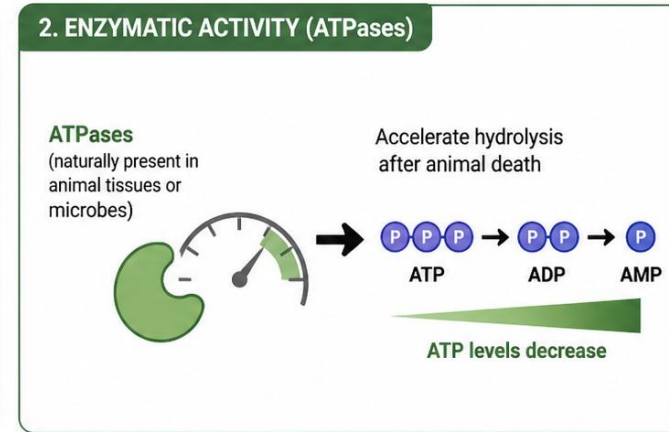 2. ENZYMATIC ACTIVITY (ATPases)
ATPases
(naturally present in
animal tissues or
microbes)
Accelerate hydrolysis
after animal death
P P P P P P
ATP ADP AMP
ATP levels decrease